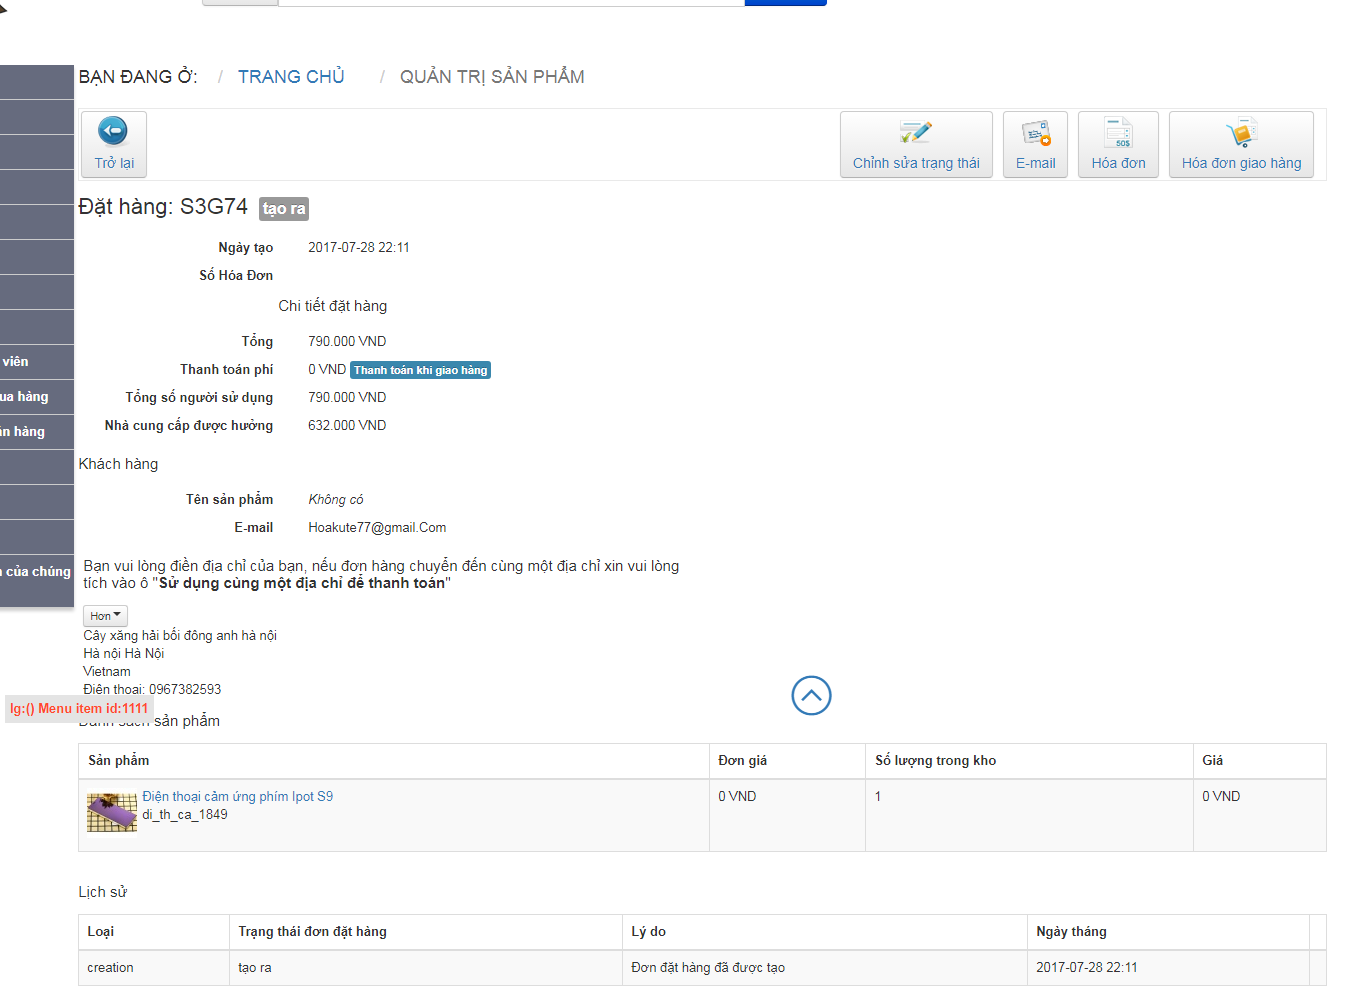 BẠN ĐANG Ở: / TRANG CHỦ / QUẢN TRỊ SẢN PHẨM
Trở lại
Chỉnh sửa trạng thái
E-mail
50$
Hóa đơn
Hóa đơn giao hàng
Đặt hàng: S3G74 tạo ra
Ngày tạo 2017-07-28 22:11
Số Hóa Đơn
Chi tiết đặt hàng
Tổng 790.000 VND
Thanh toán phí 0 VND Thanh toán khi giao hàng
Tổng số người sử dụng 790.000 VND
Nhà cung cấp được hưởng 632.000 VND
viên
ua hàng
n hàng
của chúng
Khách hàng
Tên sản phẩm Không có
E-mail Hoakute77@gmail.Com
Bạn vui lòng điền địa chỉ của bạn, nếu đơn hàng chuyển đến cùng một địa chỉ xin vui lòng
tích vào ô "Sử dụng cùng một địa chỉ để thanh toán"
Hơn
Cây xăng hải bối đông anh hà nội
Hà nội Hà Nội
Vietnam
Điện thoại: 0967382593
lg:() Menu item id:1111
Danh sách sản phẩm
Sản phẩm Đơn giá Số lượng trong kho Giá
Điện thoại cảm ứng phím Ipot S9 0 VND 1 0 VND
di_th_ca_1849
Lịch sử
Loại Trạng thái đơn đặt hàng Lý do Ngày tháng
creation tạo ra Đơn đặt hàng đã được tạo 2017-07-28 22:11